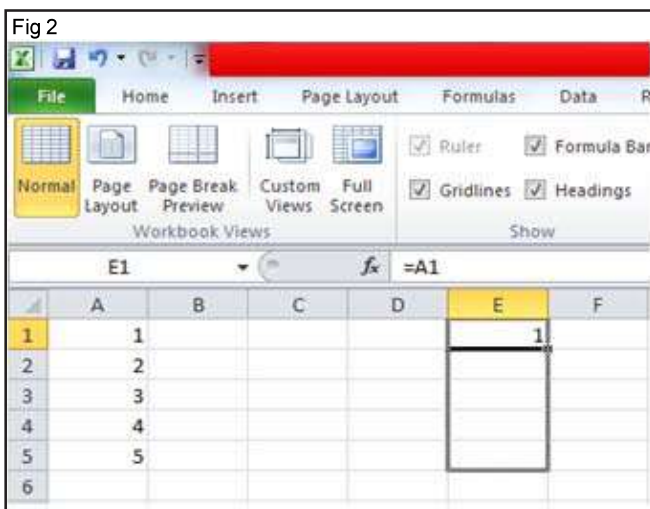 Fig 2
File Home Insert Page Layout Formulas Data R
Normal Page Layout Page Break Preview Custom Views Full Screen Ruler Formula Bar
Gridlines Headings
Workbook Views Show
E1 fx =A1
A B C D E F
1 1 1
2 2
3 3
4 4
5 5
6